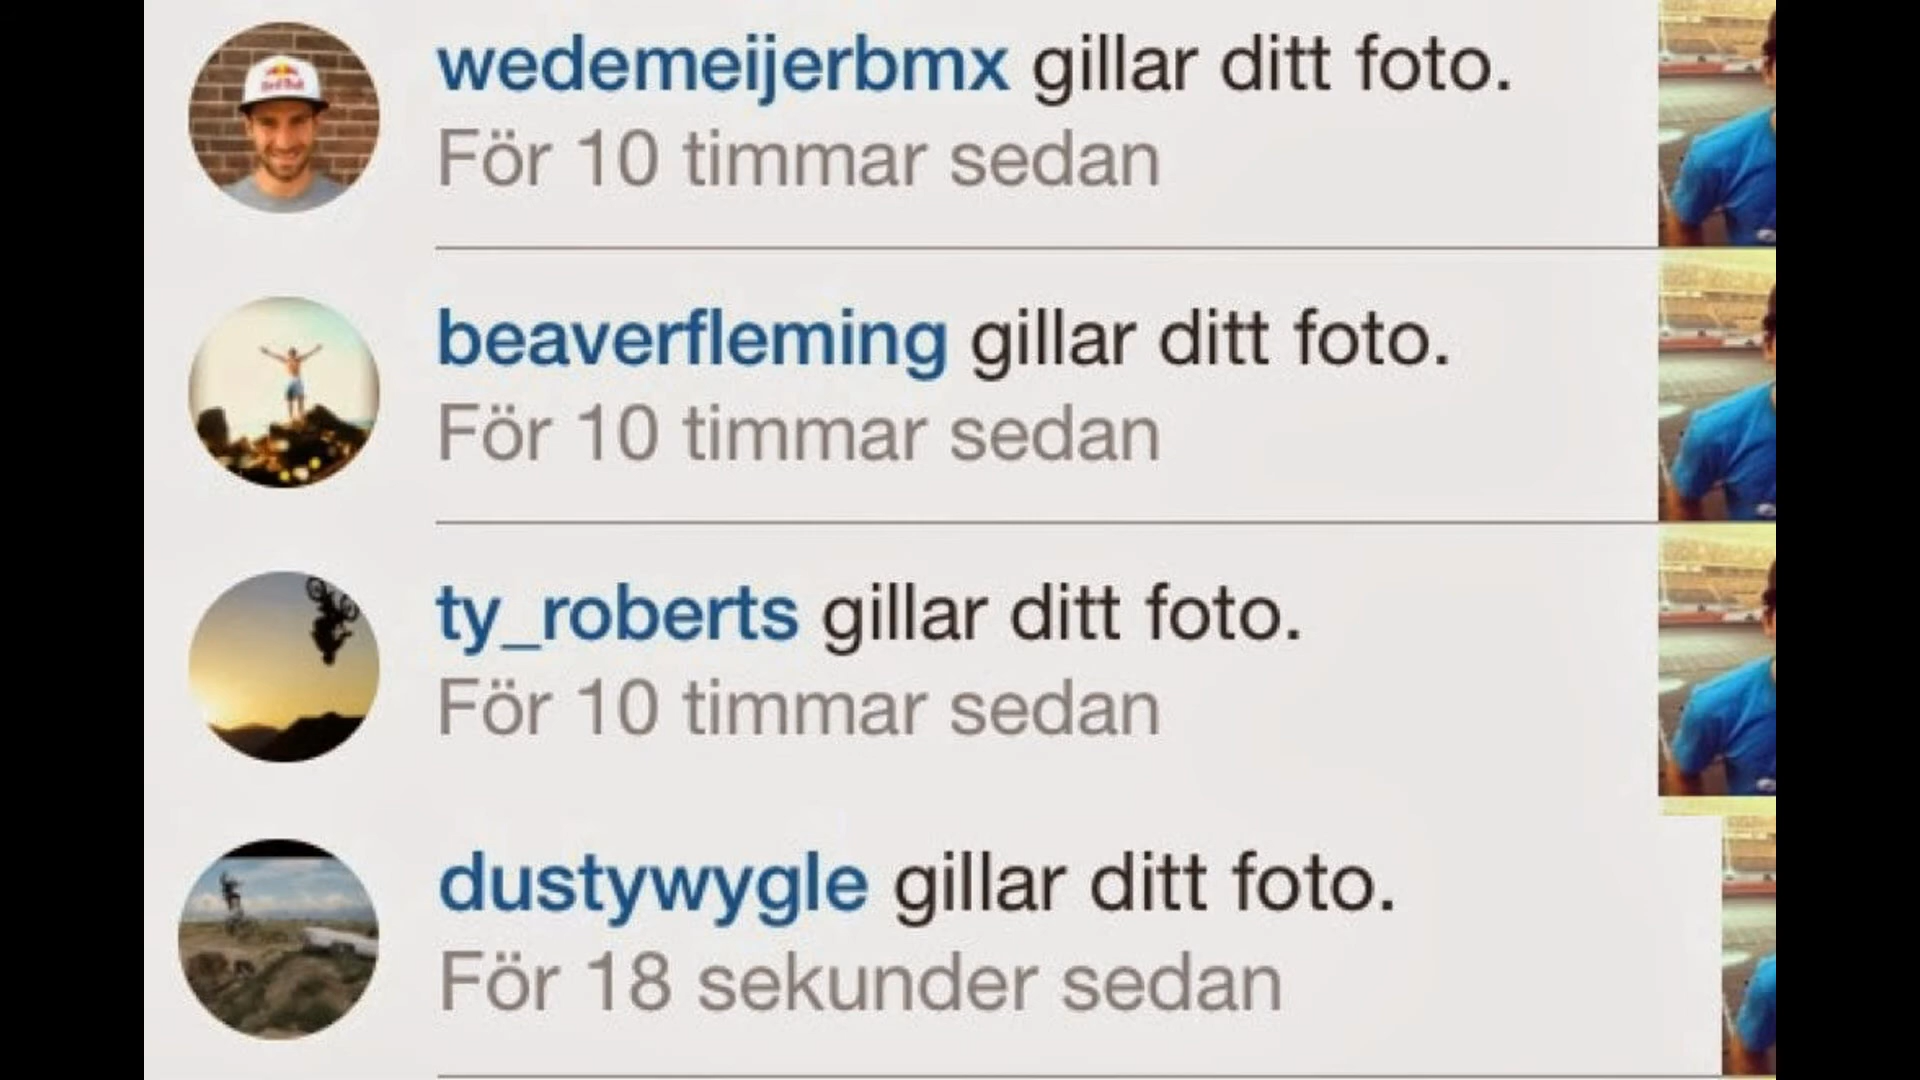 wedemeijerbmx gillar ditt foto.
För 10 timmar sedan
beaverfleming gillar ditt foto.
För 10 timmar sedan
ty_roberts gillar ditt foto.
För 10 timmar sedan
dustywygle gillar ditt foto.
För 18 sekunder sedan